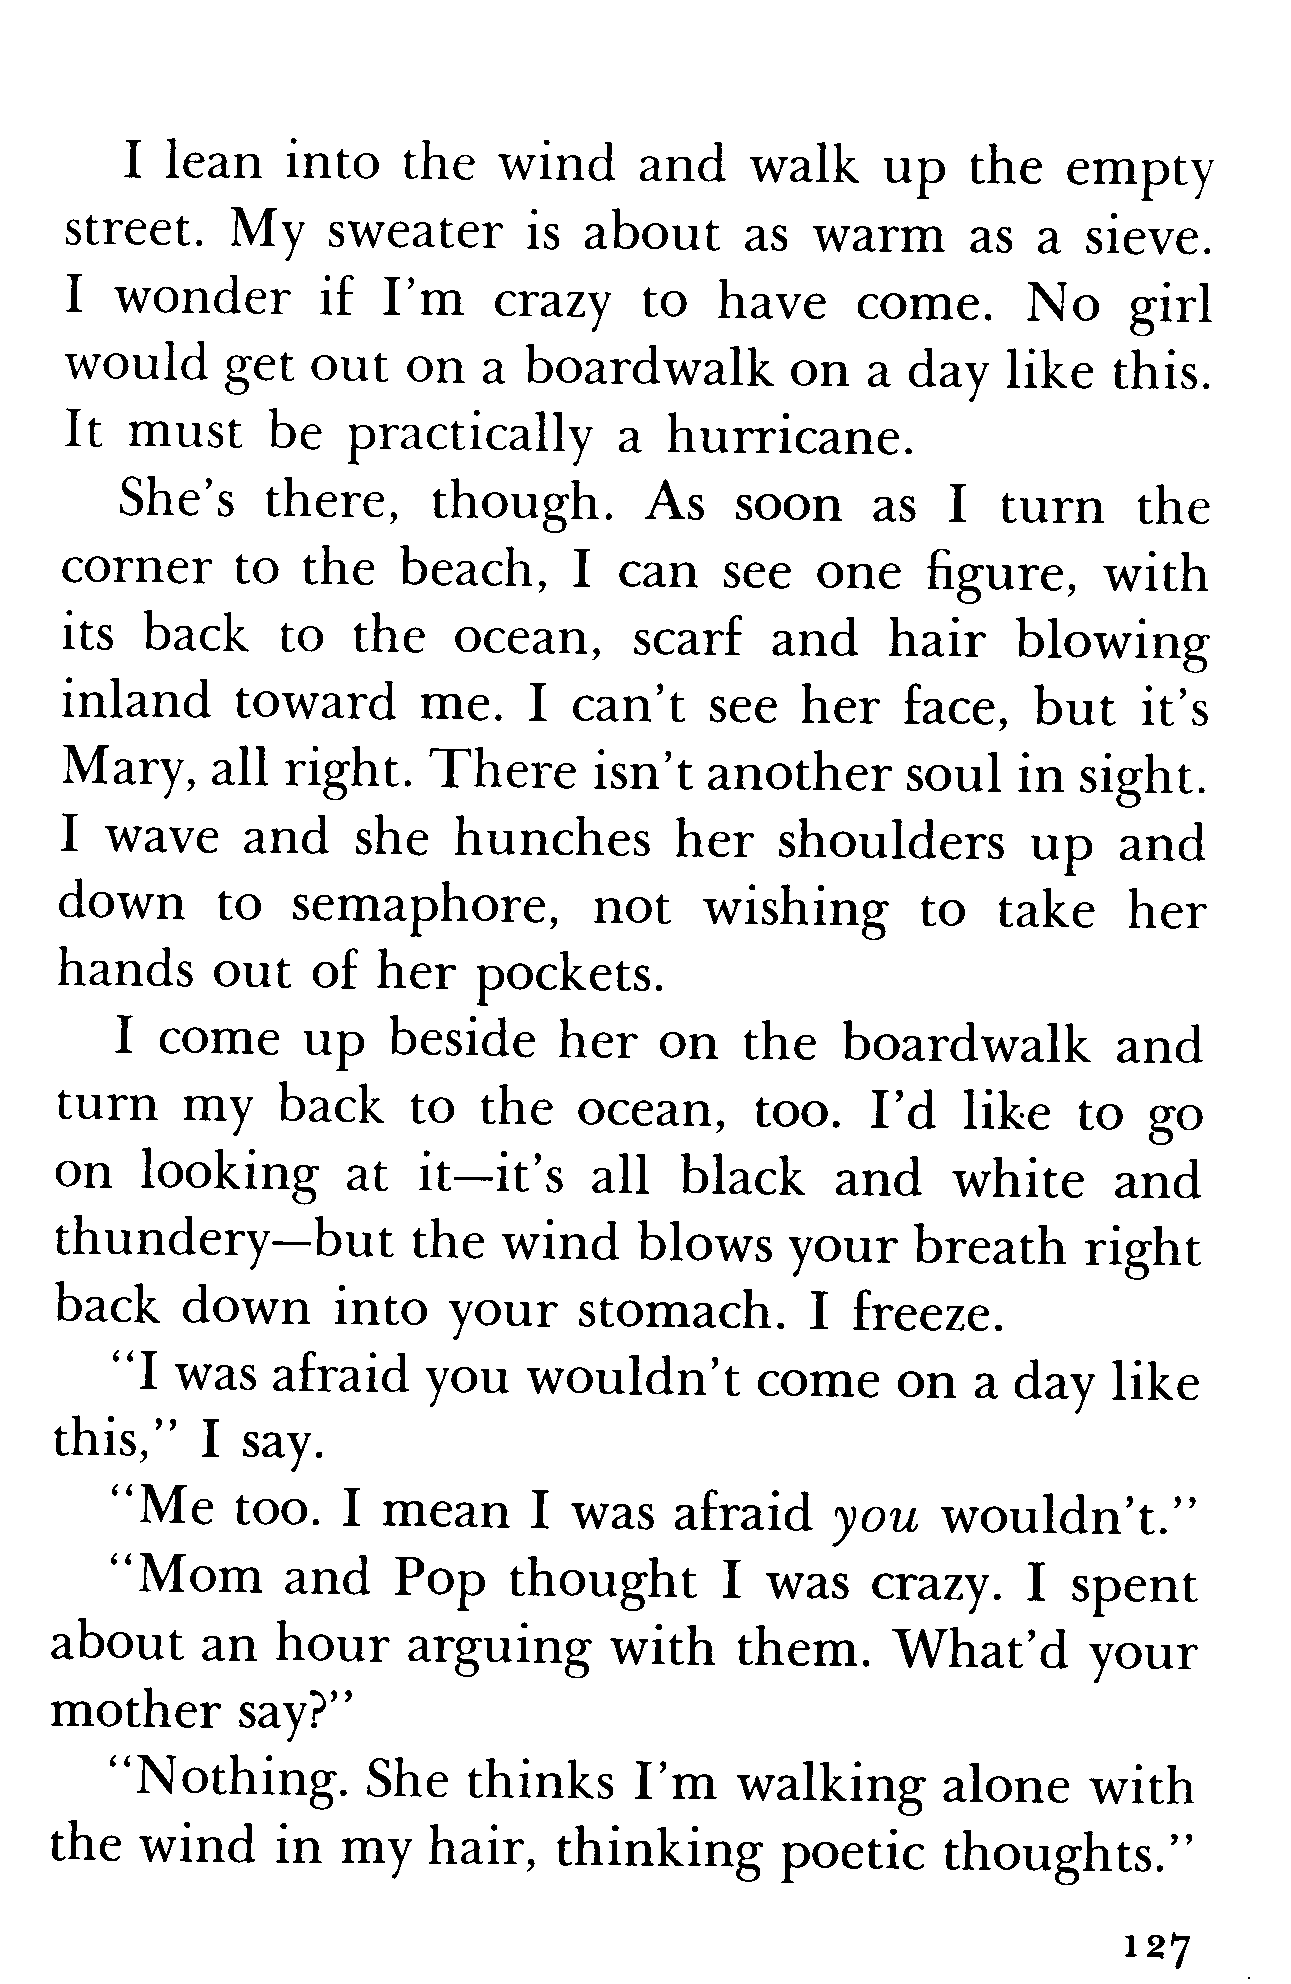 I lean into the wind and walk up the empty
street. My sweater is about as warm as a sieve.
I wonder if I'm crazy to have come. No girl
would get out on a boardwalk on a day like this.
It must be practically a hurricane.
She's there, though. As soon as I turn the
corner to the beach, I can see one figure, with
its back to the ocean, scarf and hair blowing
inland toward me. I can't see her face, but it's
Mary, all right. There isn't another soul in sight.
I wave and she hunches her shoulders up and
down to semaphore, not wishing to take her
hands out of her pockets.
I come up beside her on the boardwalk and
turn my back to the ocean, too. I'd like to go
on looking at it—it's all black and white and
thundery—but the wind blows your breath right
back down into your stomach. I freeze.
"I was afraid you wouldn't come on a day like
this," I say.
"Me too. I mean I was afraid you wouldn't."
"Mom and Pop thought I was crazy. I spent
about an hour arguing with them. What'd your
mother say?"
"Nothing. She thinks I'm walking alone with
the wind in my hair, thinking poetic thoughts."
127